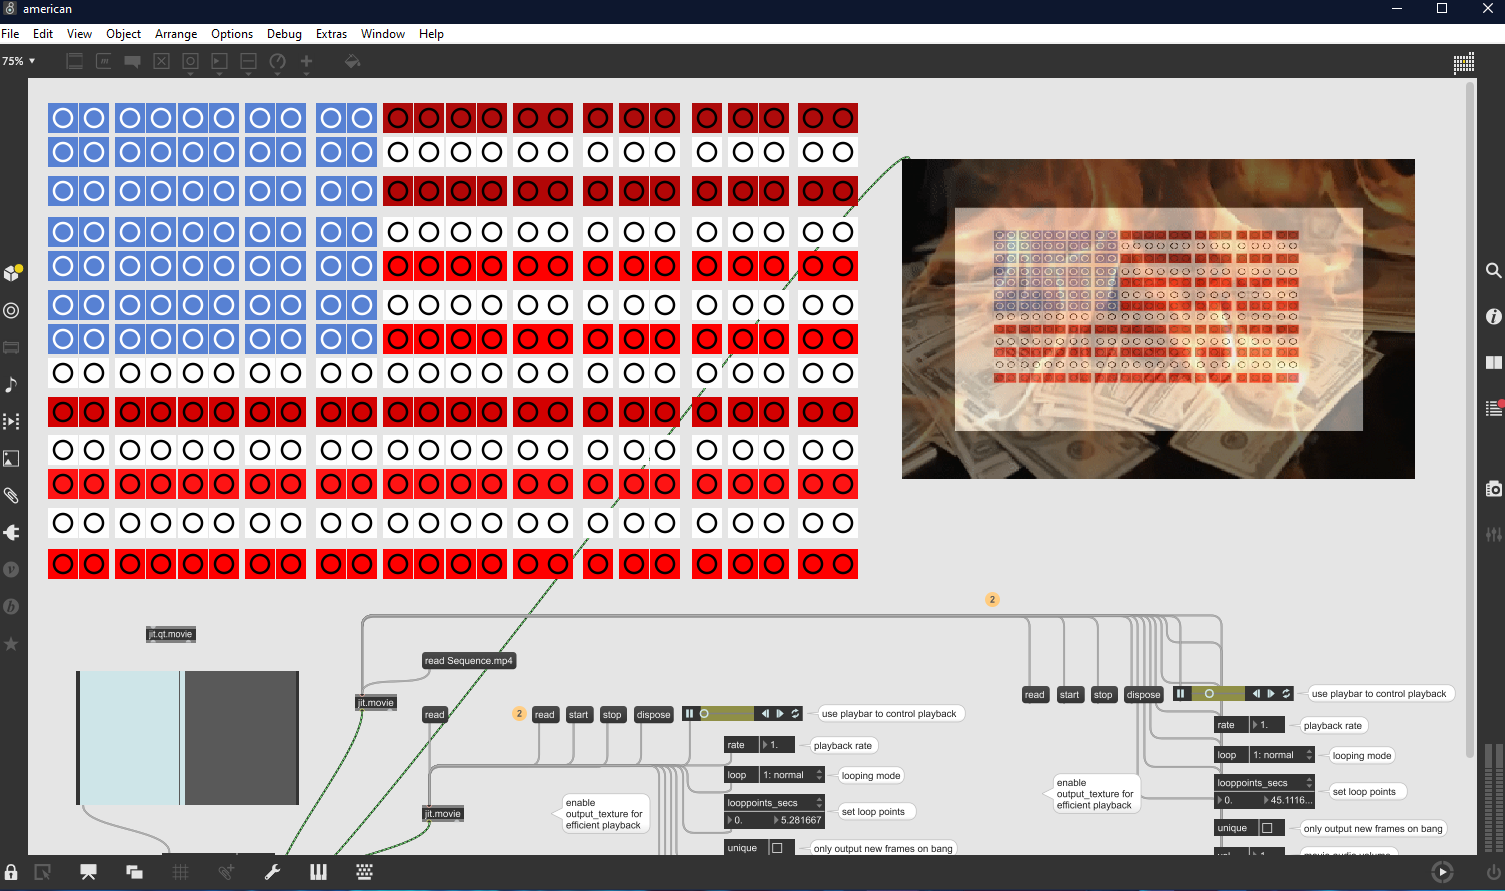 american
File Edit View Object Arrange Options Debug Extras Window Help
75%
2
jit.qt.movie
read Sequence.mp4
jit.movie
read
2
read start stop dispose
use playbar to control playback
rate 1.
playback rate
loop 1: normal
looping mode
looppoints_secs
0. 5.281667
set loop points
unique
only output new frames on bang
enable
output_texture for
efficient playback
jit.movie
read start stop dispose
use playbar to control playback
rate 1.
playback rate
loop 1: normal
looping mode
looppoints_secs
0. 45.1116...
set loop points
unique
only output new frames on bang
enable
output_texture for
efficient playback
vol 1.
movie audio volume